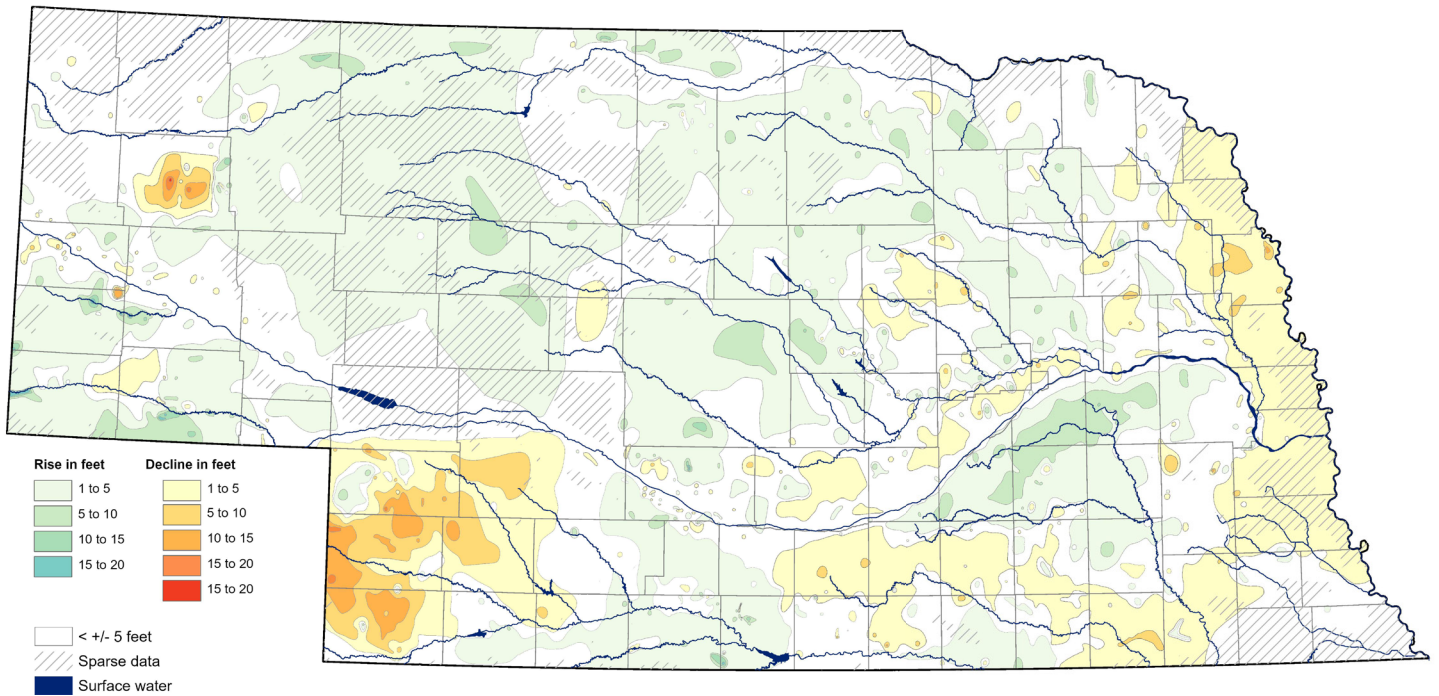 Rise in feet
1 to 5
5 to 10
10 to 15
15 to 20
Decline in feet
1 to 5
5 to 10
10 to 15
15 to 20
15 to 20
< +/- 5 feet
Sparse data
Surface water